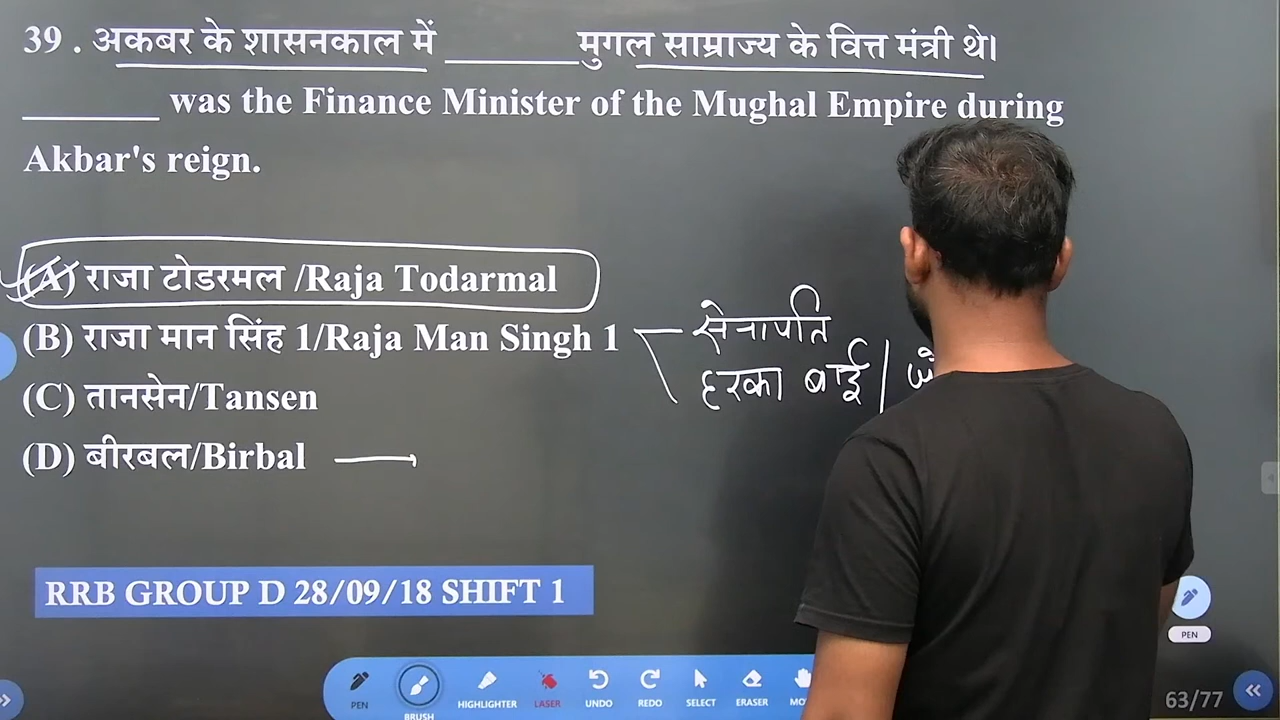 39 . अकबर के शासनकाल में ________मुगल साम्राज्य के वित्त मंत्री थे।
________ was the Finance Minister of the Mughal Empire during
Akbar's reign.
(A) राजा टोडरमल /Raja Todarmal
(B) राजा मान सिंह 1/Raja Man Singh 1
सेनापति
हरका बाई /
(C) तानसेन/Tansen
(D) बीरबल/Birbal
RRB GROUP D 28/09/18 SHIFT 1
PEN
BRUSH
HIGHLIGHTER
LASER
UNDO
REDO
SELECT
ERASER
PEN
63/77